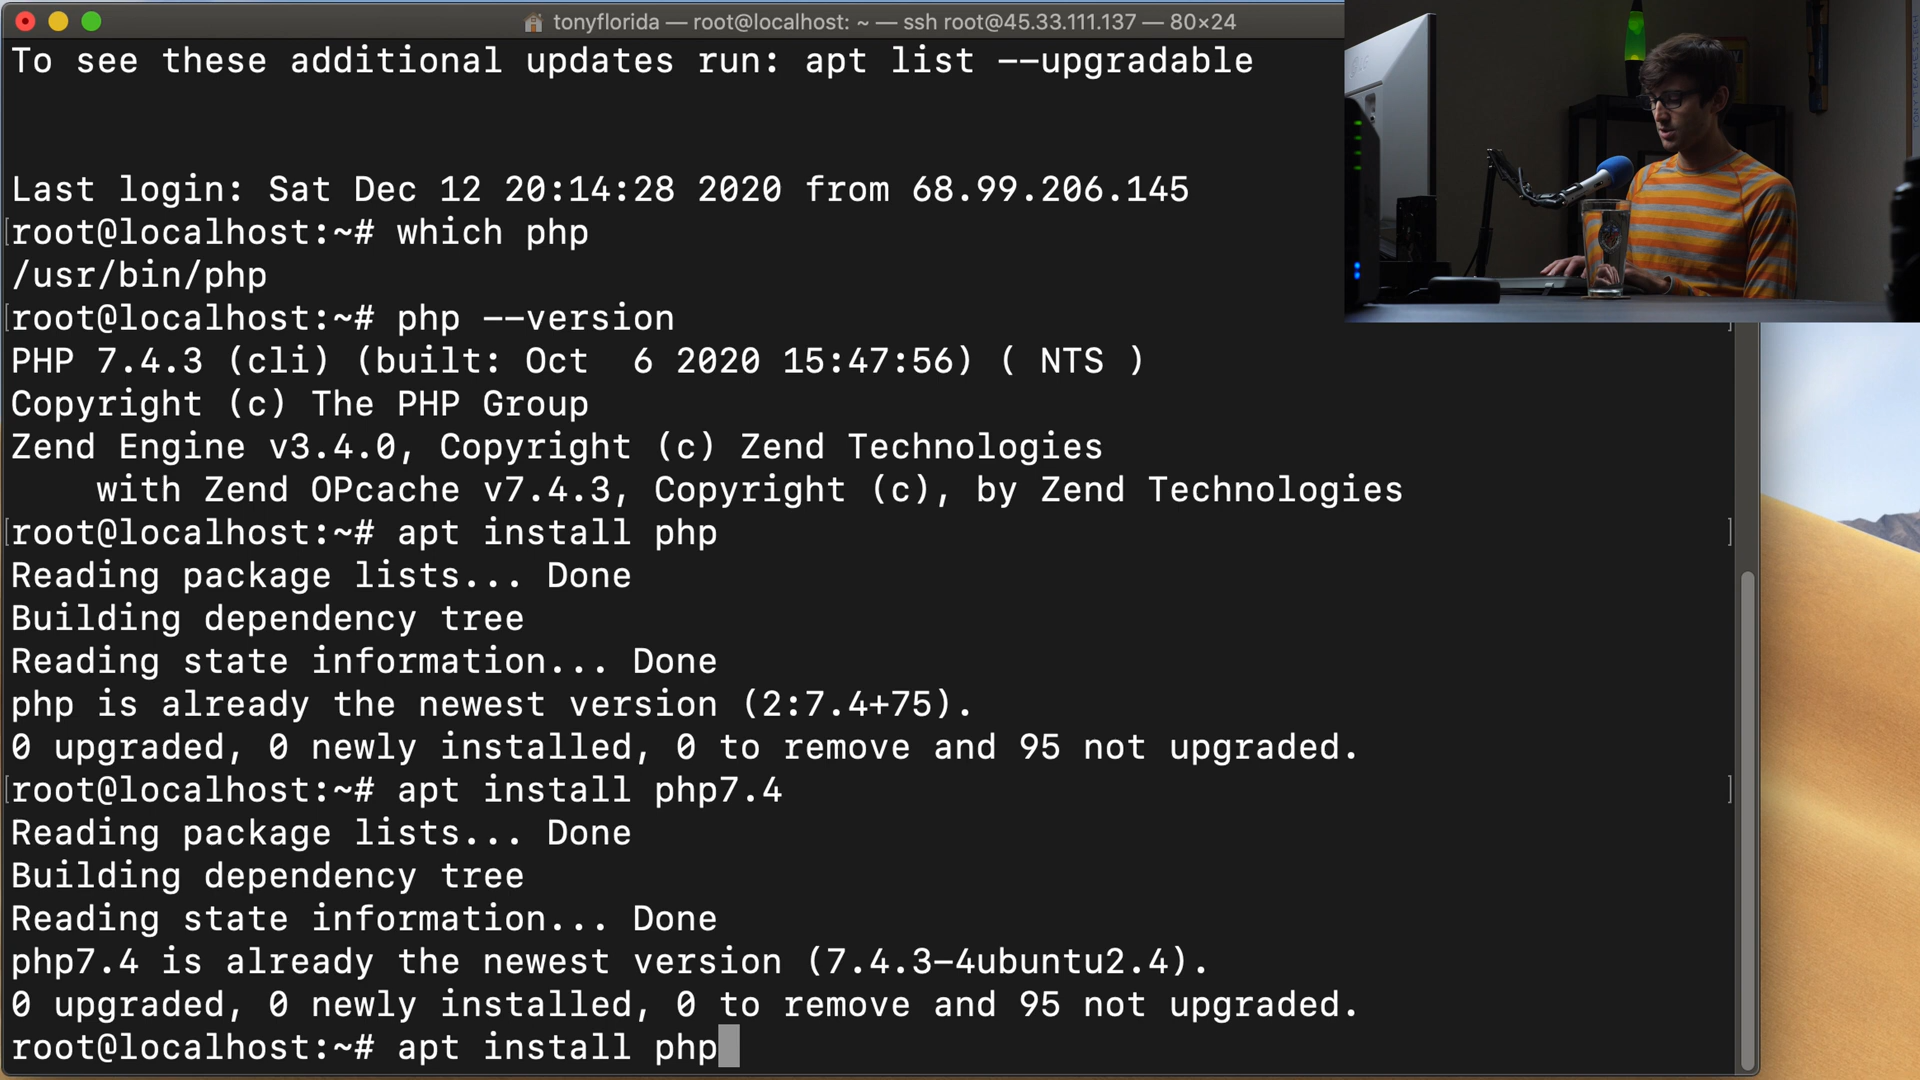 tonyflorida — root@localhost: ~ — ssh root@45.33.111.137 — 80×24
To see these additional updates run: apt list --upgradable
Last login: Sat Dec 12 20:14:28 2020 from 68.99.206.145
[root@localhost:~# which php
/usr/bin/php
[root@localhost:~# php --version ]
PHP 7.4.3 (cli) (built: Oct  6 2020 15:47:56) ( NTS )
Copyright (c) The PHP Group
Zend Engine v3.4.0, Copyright (c) Zend Technologies
    with Zend OPcache v7.4.3, Copyright (c), by Zend Technologies
[root@localhost:~# apt install php ]
Reading package lists... Done
Building dependency tree
Reading state information... Done
php is already the newest version (2:7.4+75).
0 upgraded, 0 newly installed, 0 to remove and 95 not upgraded.
[root@localhost:~# apt install php7.4 ]
Reading package lists... Done
Building dependency tree
Reading state information... Done
php7.4 is already the newest version (7.4.3-4ubuntu2.4).
0 upgraded, 0 newly installed, 0 to remove and 95 not upgraded.
root@localhost:~# apt install php